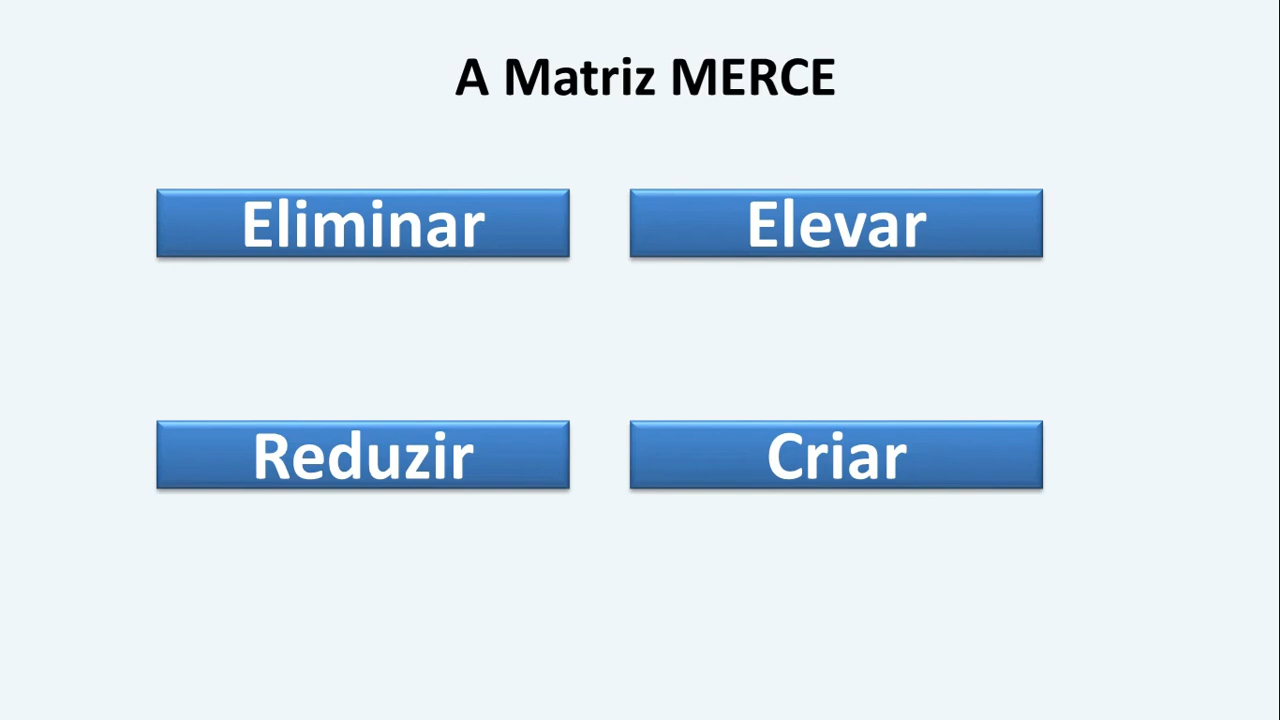 A Matriz MERCE
Eliminar
Elevar
Reduzir
Criar